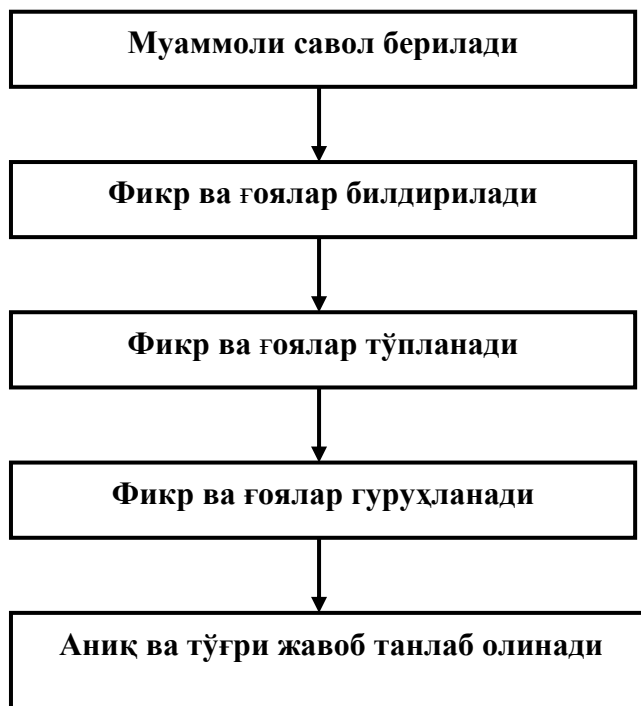 Муаммоли савол берилади
Фикр ва ғоялар билдирилади
Фикр ва ғоялар тўпланади
Фикр ва ғоялар гуруҳланади
Аниқ ва тўғри жавоб танлаб олинади